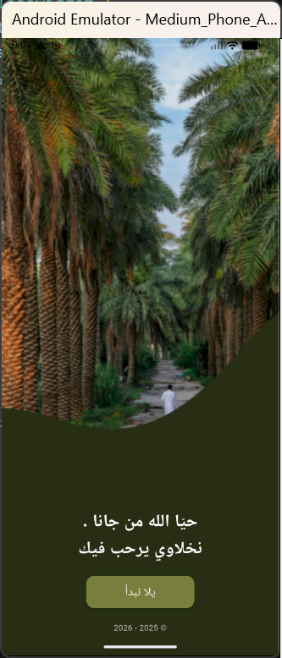 Android Emulator - Medium_Phone_A...
حيّا الله من جانا .
نخلاوي يرحب فيك
يلا نبدأ
2026 - 2025 ©